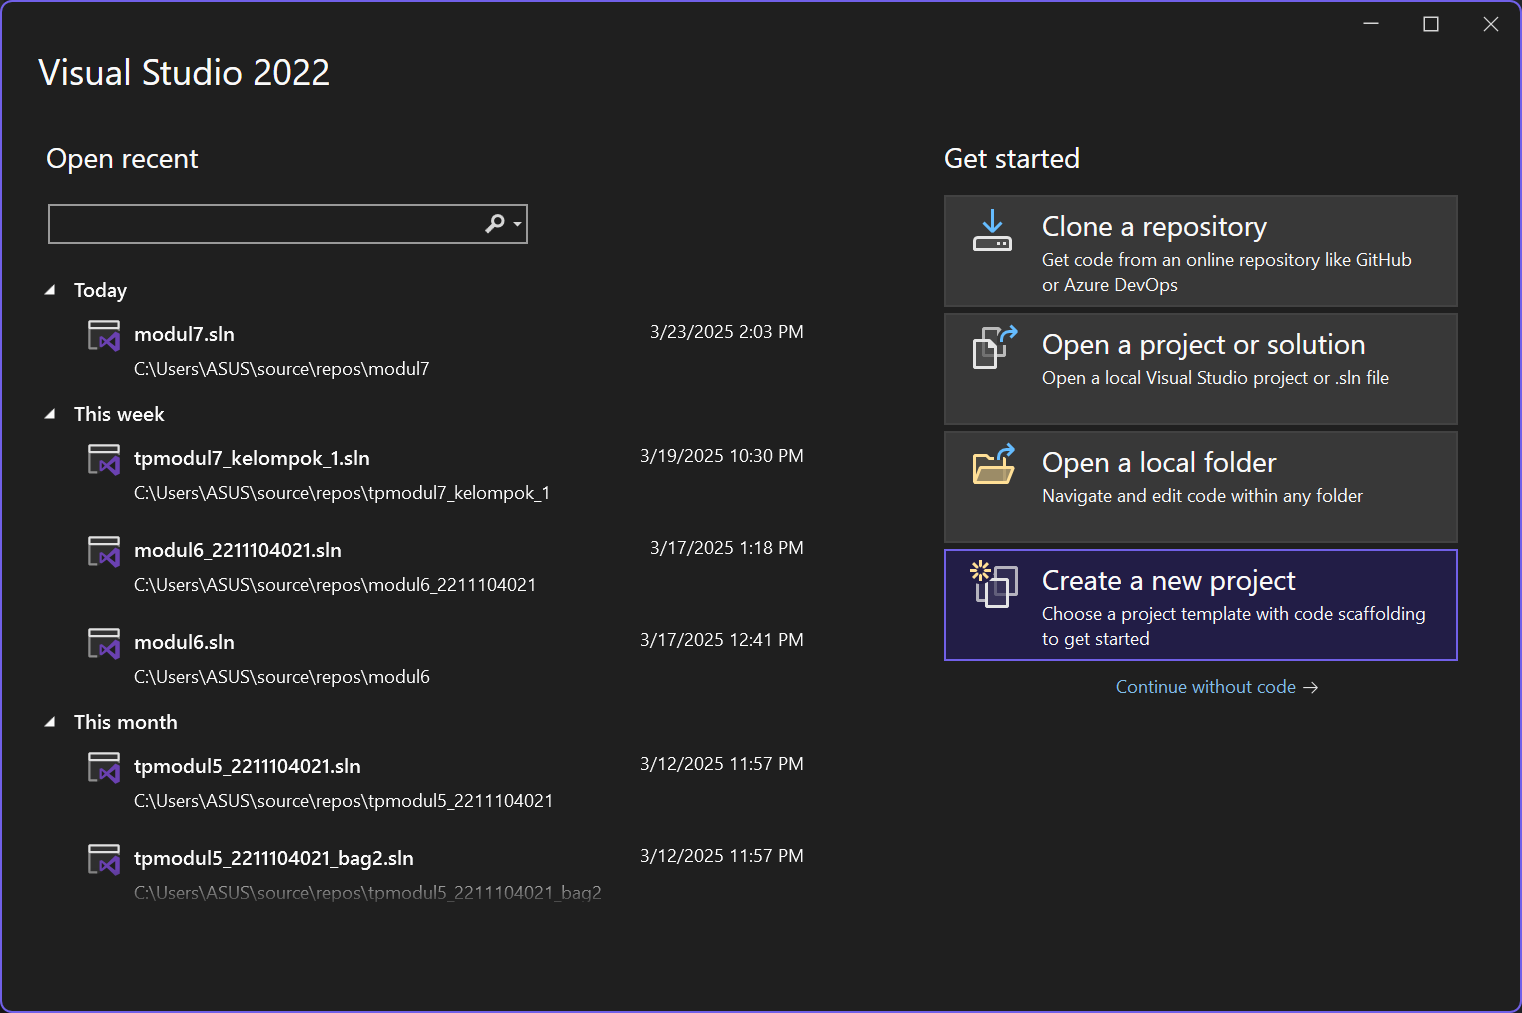 Visual Studio 2022
Open recent
Today
modul7.sln
3/23/2025 2:03 PM
C:\Users\ASUS\source\repos\modul7
This week
tpmodul7_kelompok_1.sln
3/19/2025 10:30 PM
C:\Users\ASUS\source\repos\tpmodul7_kelompok_1
modul6_2211104021.sln
3/17/2025 1:18 PM
C:\Users\ASUS\source\repos\modul6_2211104021
modul6.sln
3/17/2025 12:41 PM
C:\Users\ASUS\source\repos\modul6
This month
tpmodul5_2211104021.sln
3/12/2025 11:57 PM
C:\Users\ASUS\source\repos\tpmodul5_2211104021
tpmodul5_2211104021_bag2.sln
3/12/2025 11:57 PM
C:\Users\ASUS\source\repos\tpmodul5_2211104021_bag2
Get started
Clone a repository
Get code from an online repository like GitHub
or Azure DevOps
Open a project or solution
Open a local Visual Studio project or .sln file
Open a local folder
Navigate and edit code within any folder
Create a new project
Choose a project template with code scaffolding
to get started
Continue without code →